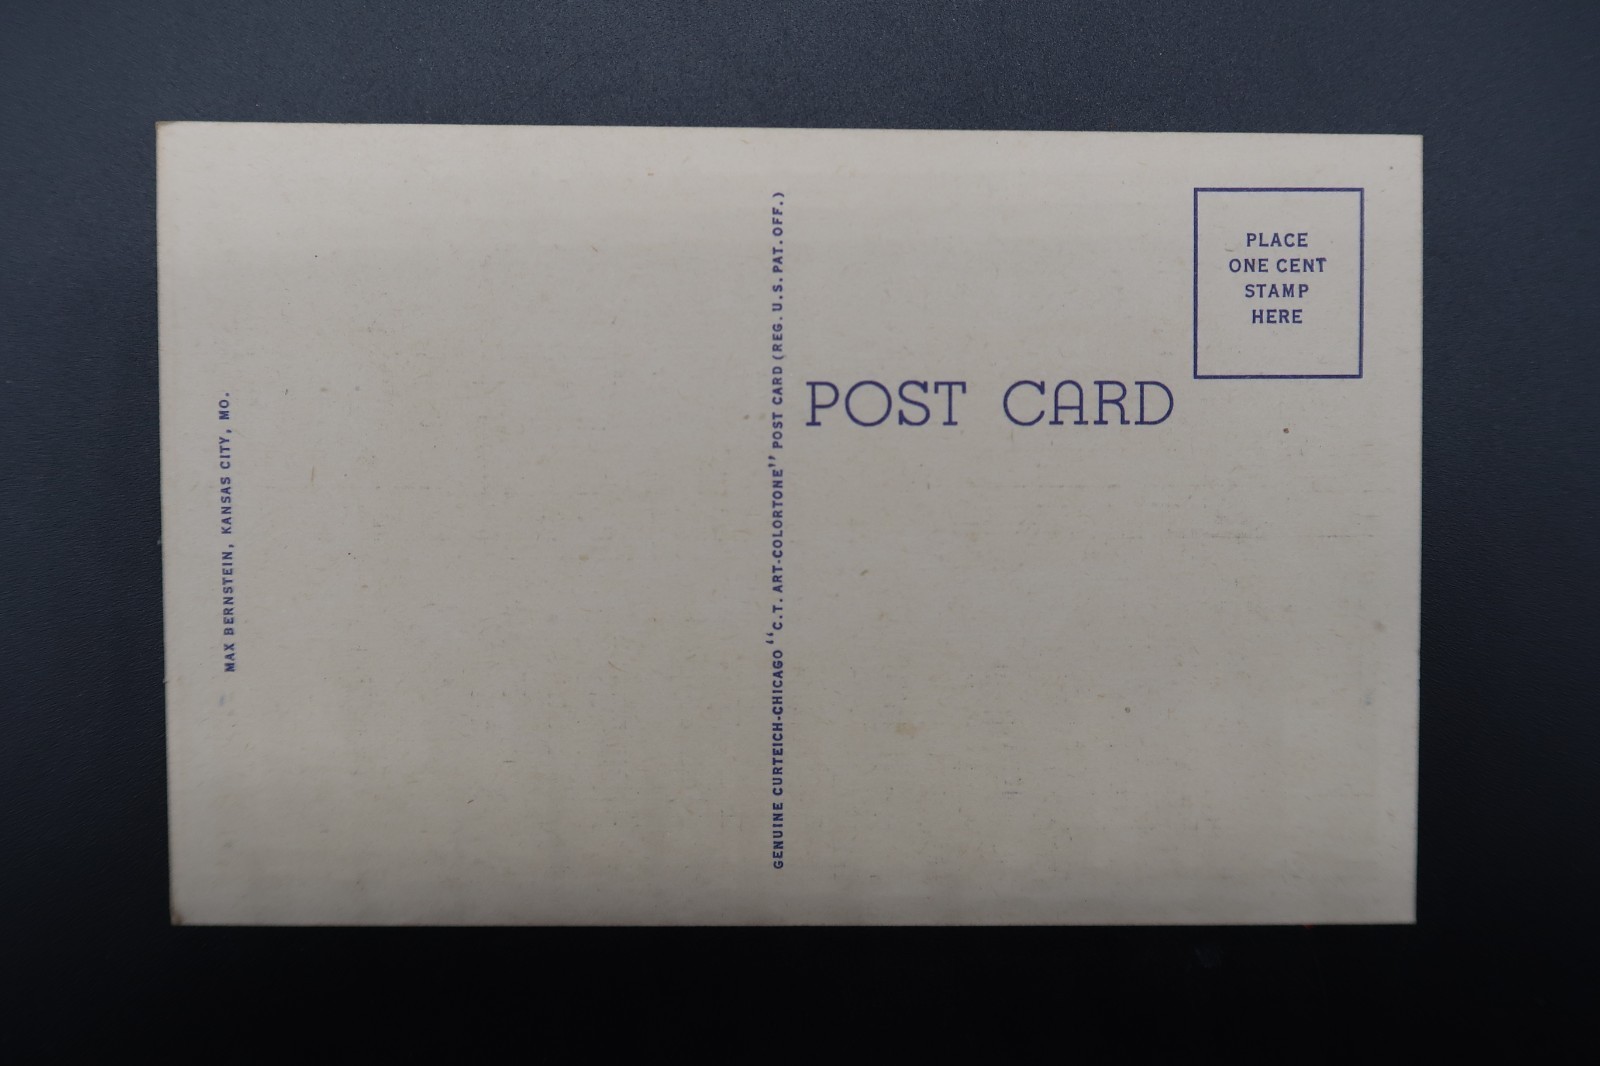 MAX BERNSTEIN, KANSAS CITY, MO.
GENUINE CURTEICH-CHICAGO "C.T. ART-COLORTONE" POST CARD (REG. U.S. PAT. OFF.)
POST CARD
PLACE
ONE CENT
STAMP
HERE